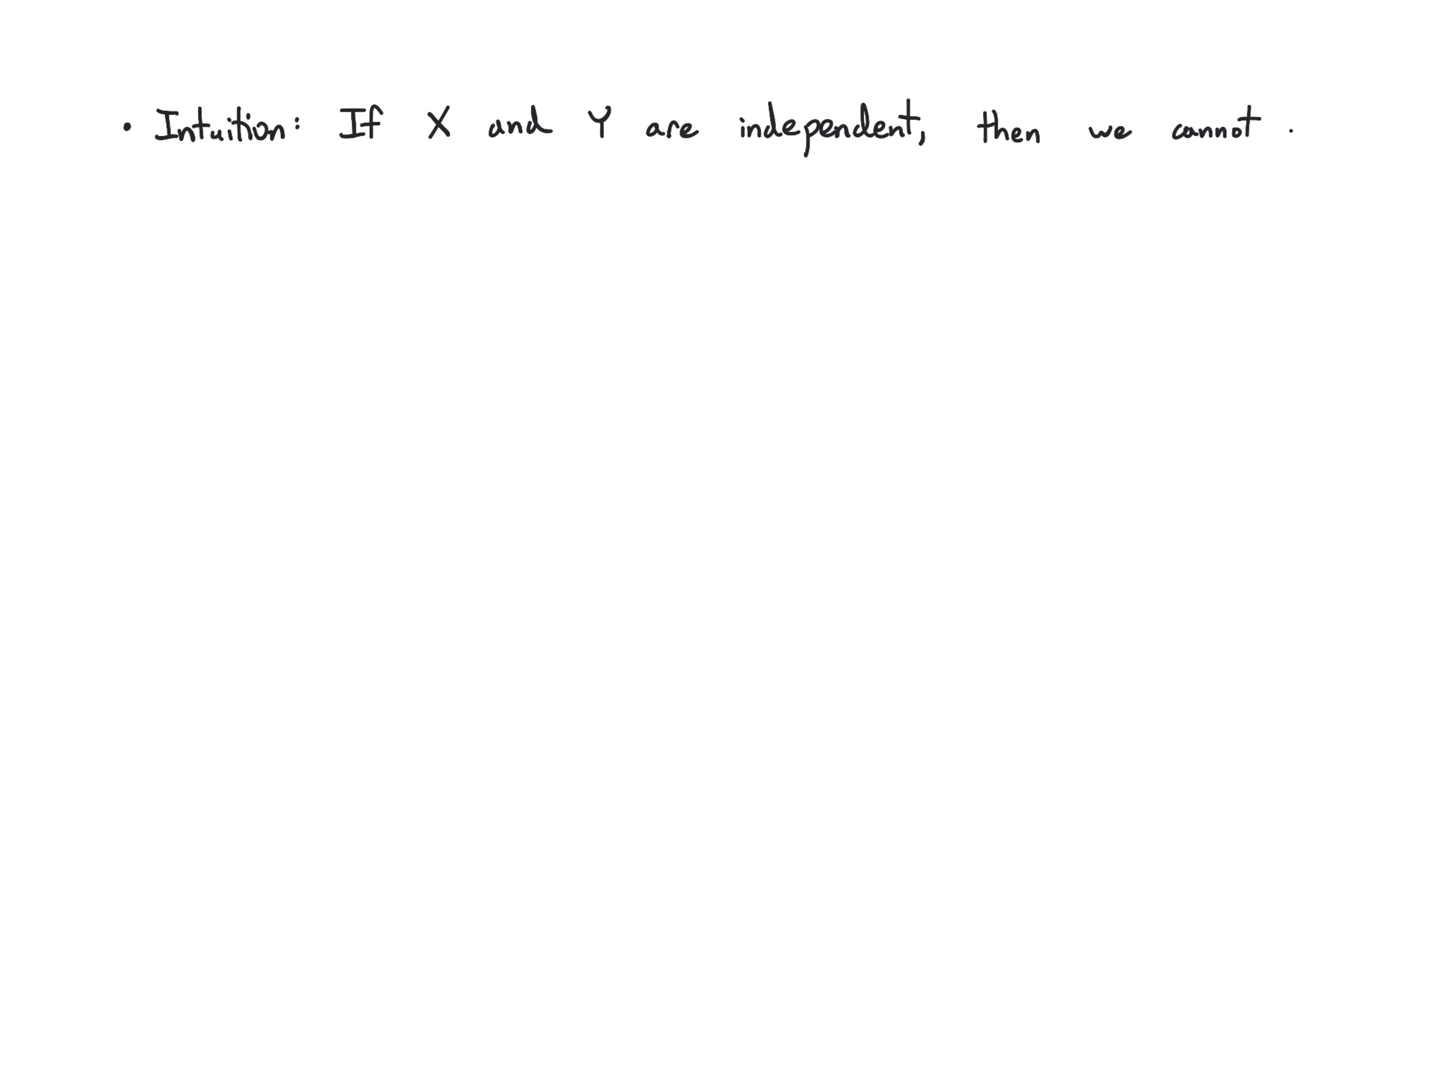 • Intuition: If X and Y are independent, then we cannot .